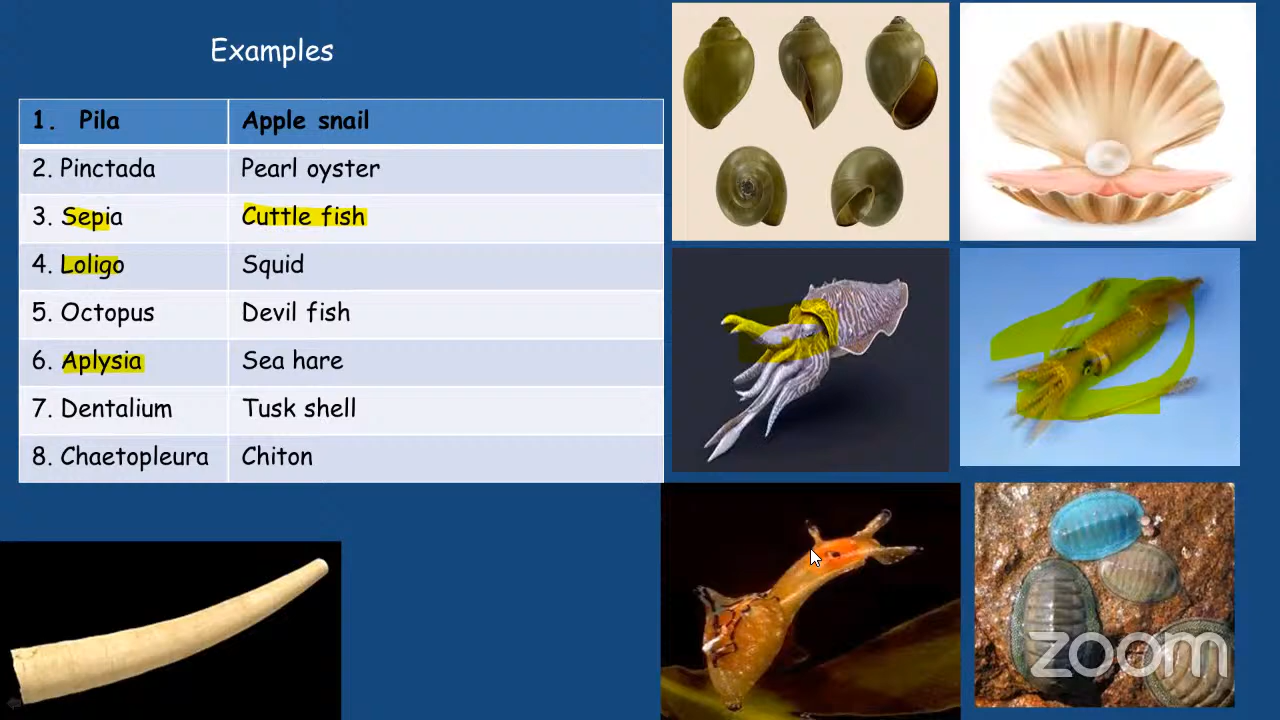 Examples
1. Pila Apple snail
2. Pinctada Pearl oyster
3. Sepia Cuttle fish
4. Loligo Squid
5. Octopus Devil fish
6. Aplysia Sea hare
7. Dentalium Tusk shell
8. Chaetopleura Chiton
zoom